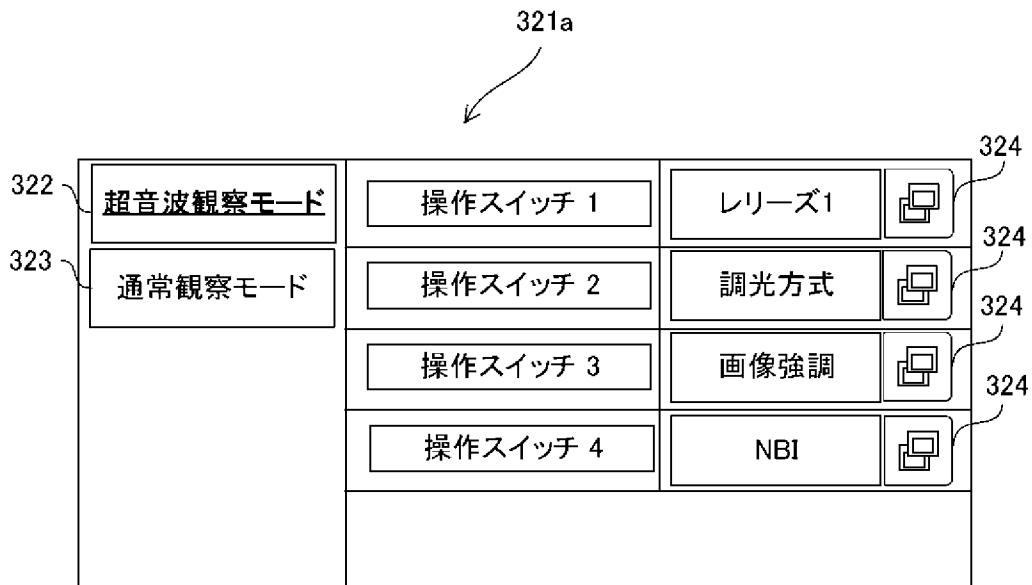 321a
324
322
超音波観察モード
操作スイッチ 1
レリーズ1
324
323
通常観察モード
操作スイッチ 2
調光方式
324
操作スイッチ 3
画像強調
324
操作スイッチ 4
NBI